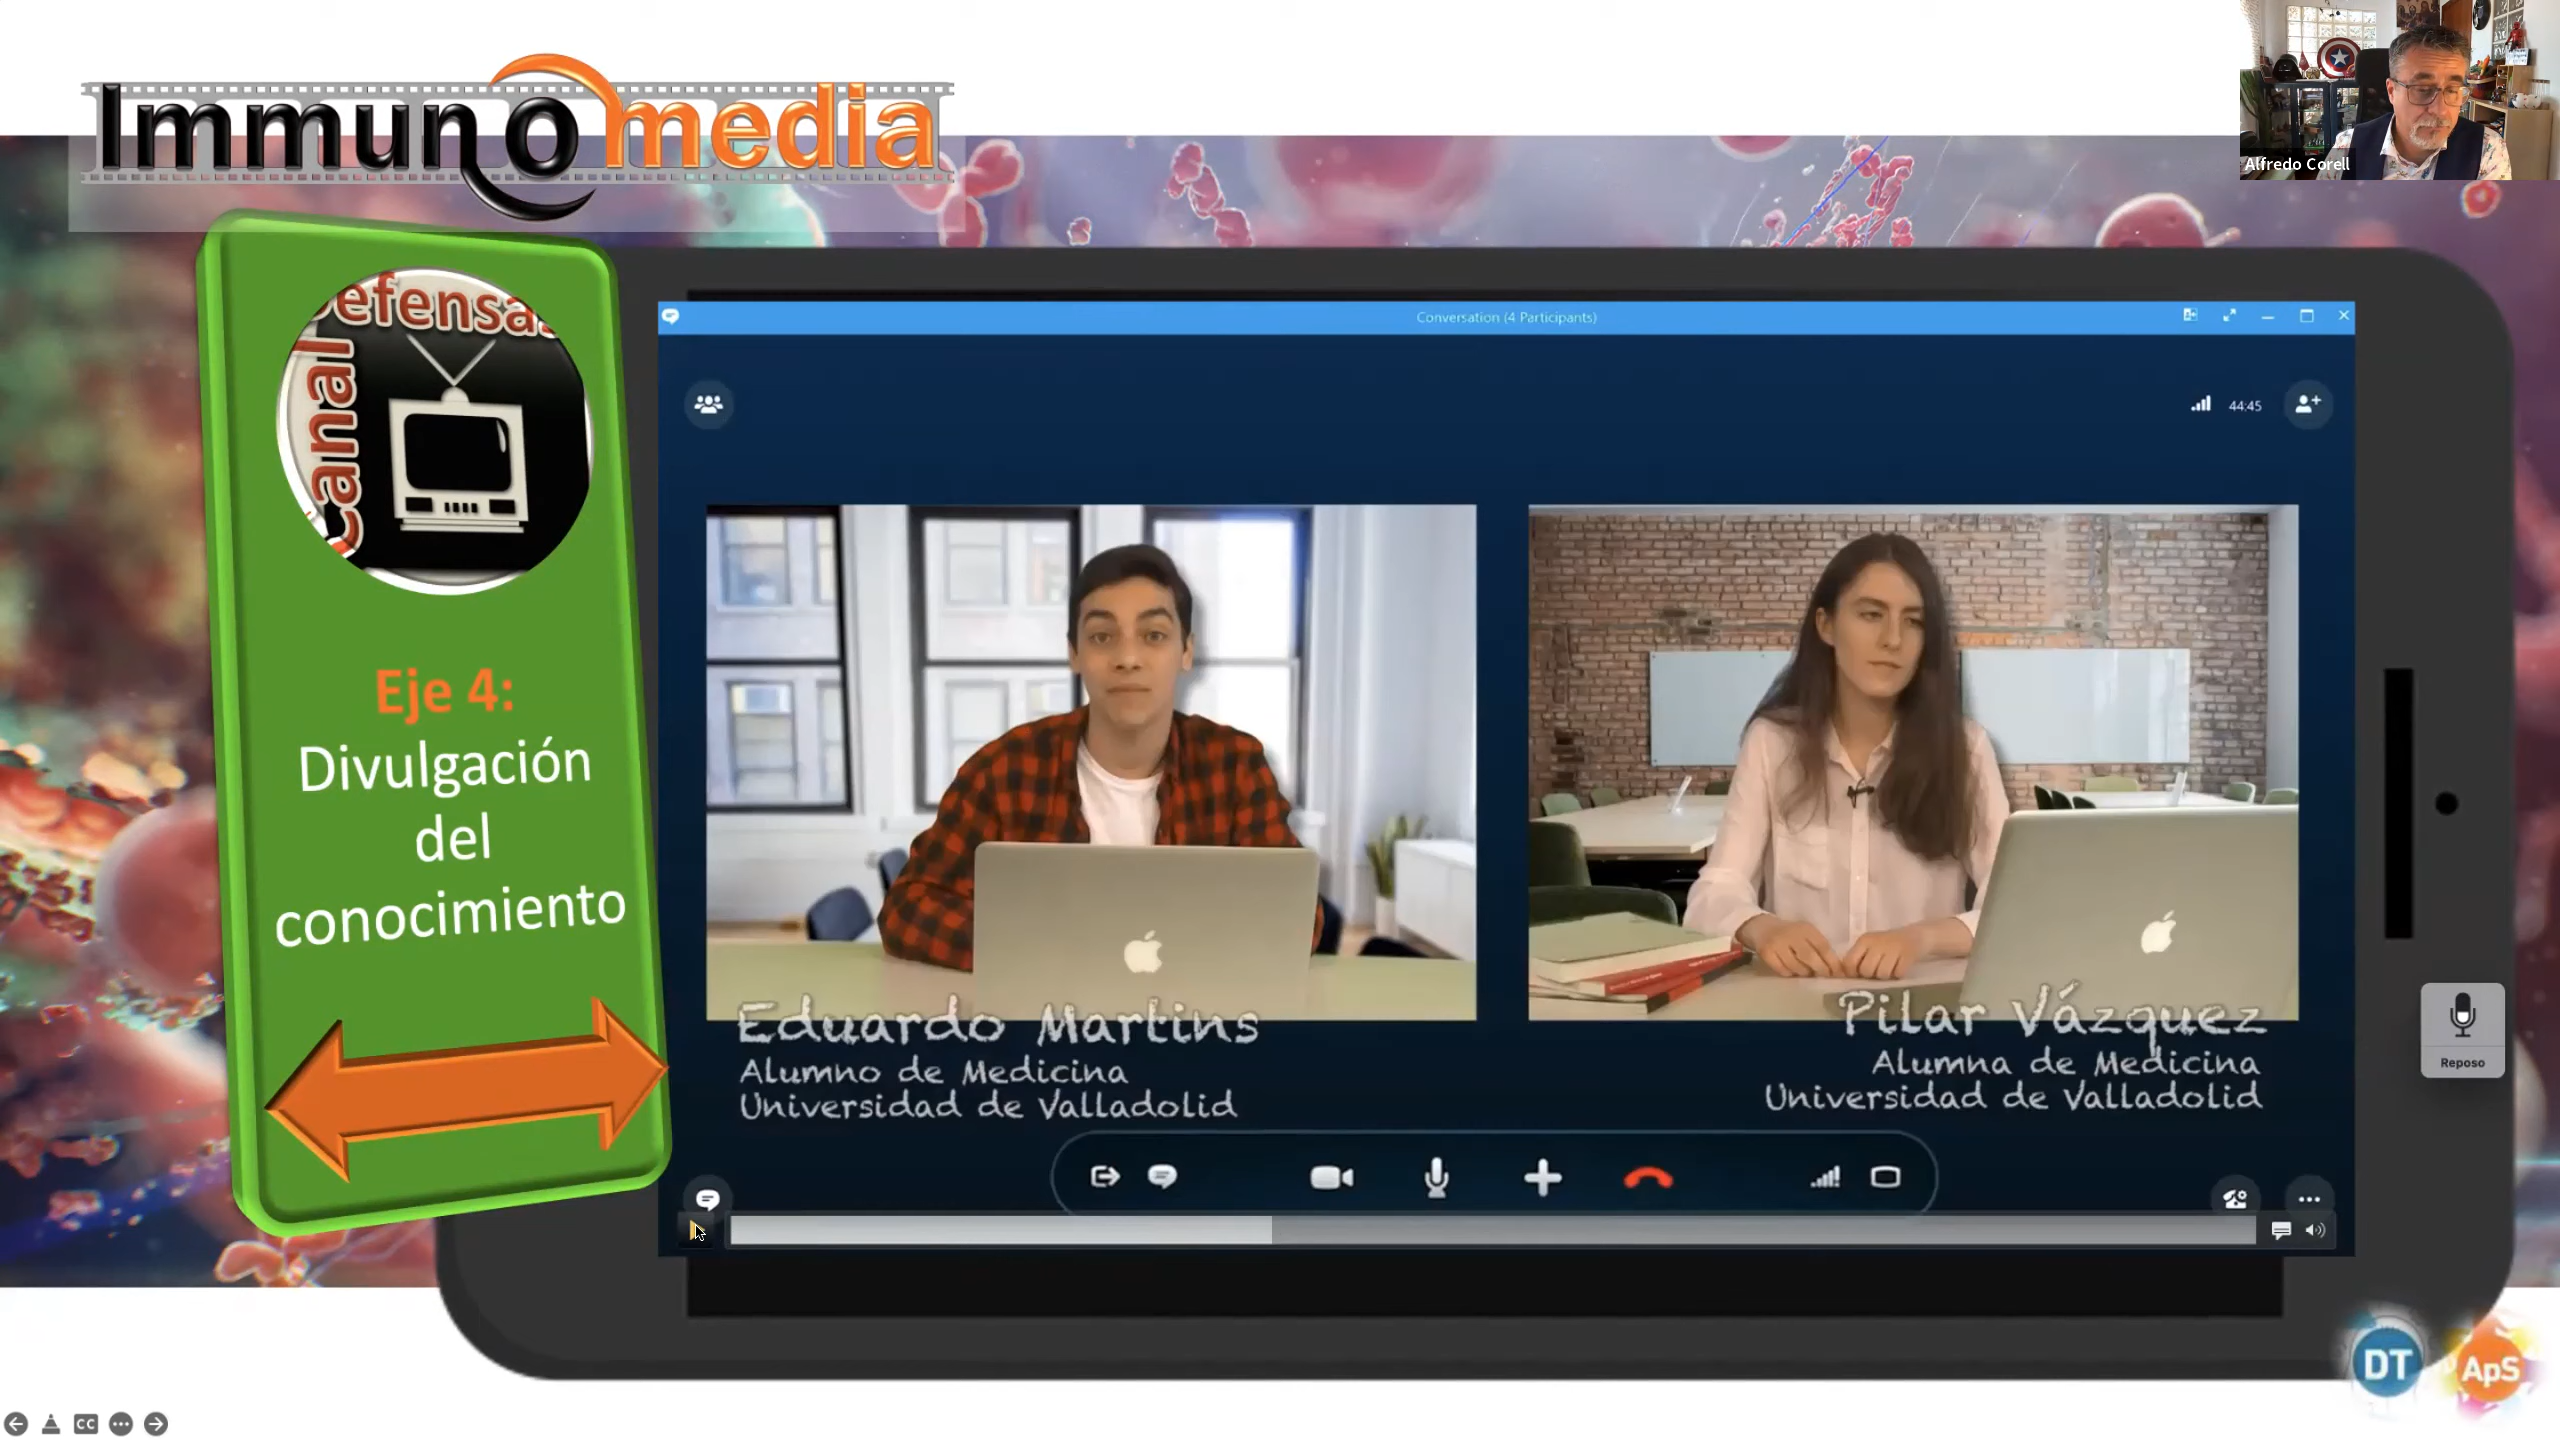 Immunomedia
Alfredo Corell
Canal
Defensas
Eje 4:
Divulgación
del
conocimiento
Conversation (4 Participants)
44:45
Eduardo Martins
Alumno de Medicina
Universidad de Valladolid
Pilar Vázquez
Alumna de Medicina
Universidad de Valladolid
Reposo
DT
ApS
CC